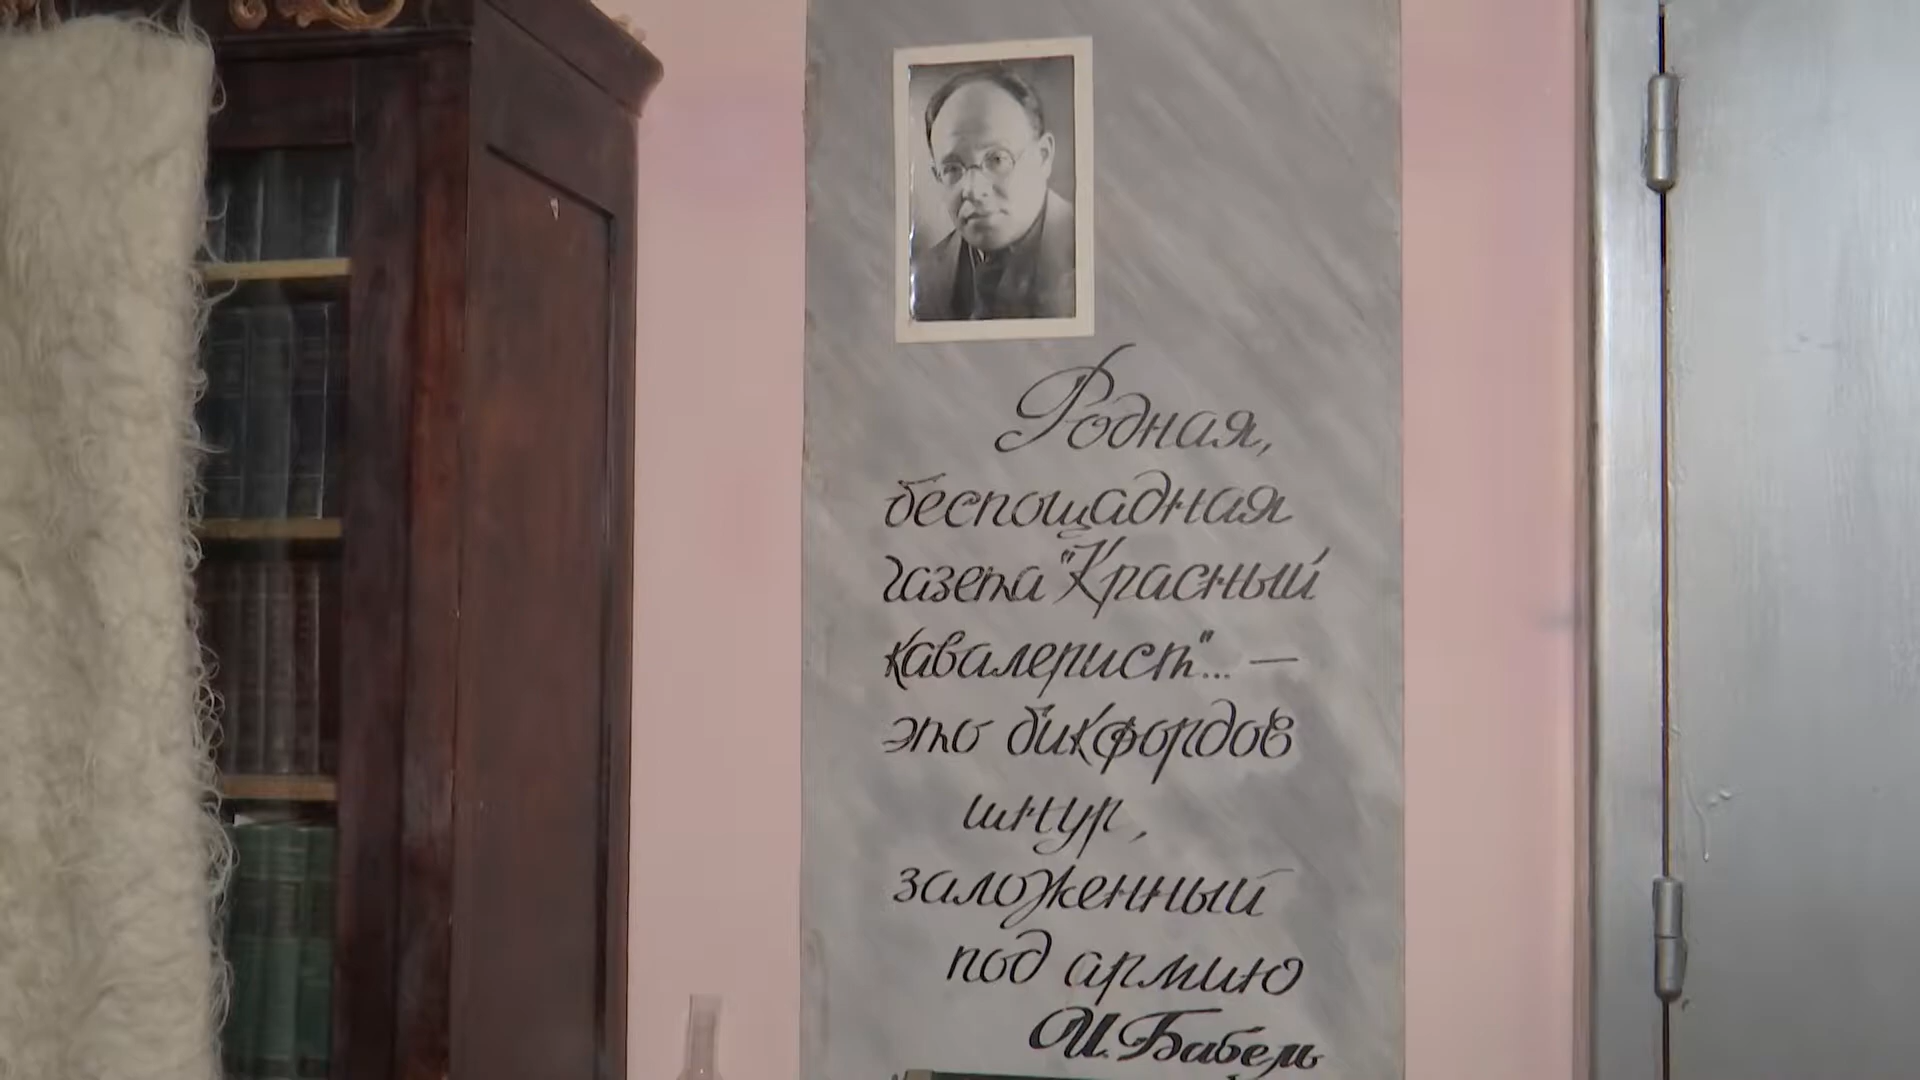 Родная,
беспощадная
газета "Красный
кавалерист"... —
это бикфордов
шнур,
заложенный
под армию
И. Бабель